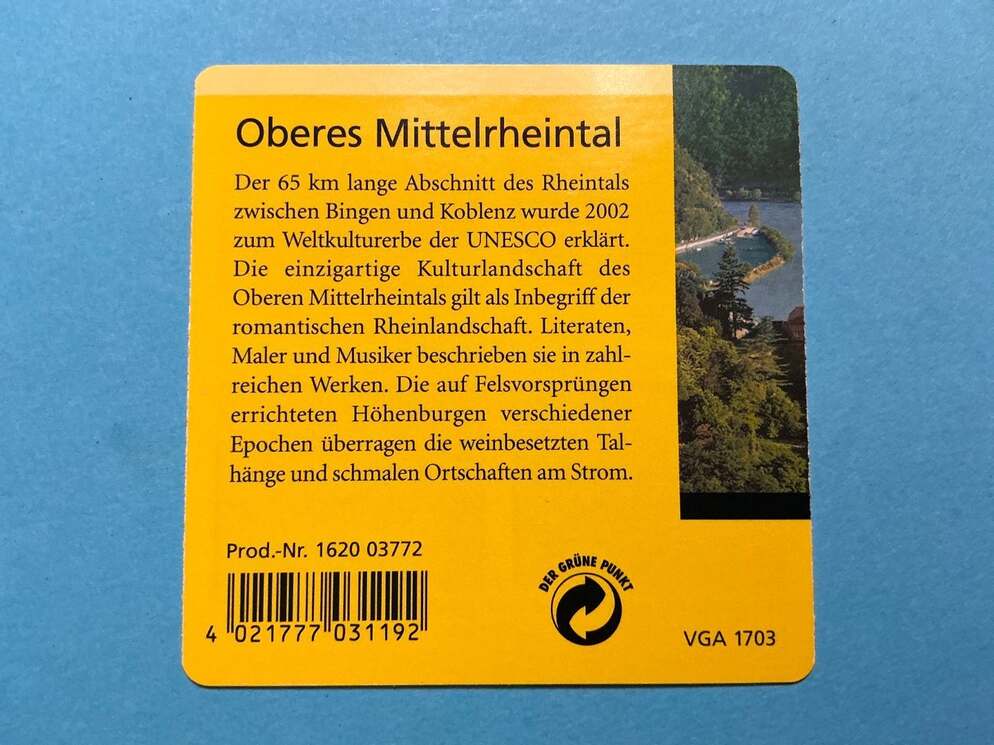 Oberes Mittelrheintal
Der 65 km lange Abschnitt des Rheintals
zwischen Bingen und Koblenz wurde 2002
zum Weltkulturerbe der UNESCO erklärt.
Die einzigartige Kulturlandschaft des
Oberen Mittelrheintals gilt als Inbegriff der
romantischen Rheinlandschaft. Literaten,
Maler und Musiker beschrieben sie in zahl-
reichen Werken. Die auf Felsvorsprüngen
errichteten Höhenburgen verschiedener
Epochen überragen die weinbesetzten Tal-
hänge und schmalen Ortschaften am Strom.
Prod.-Nr. 1620 03772
4 021777 031192
DER GRÜNE PUNKT
VGA 1703